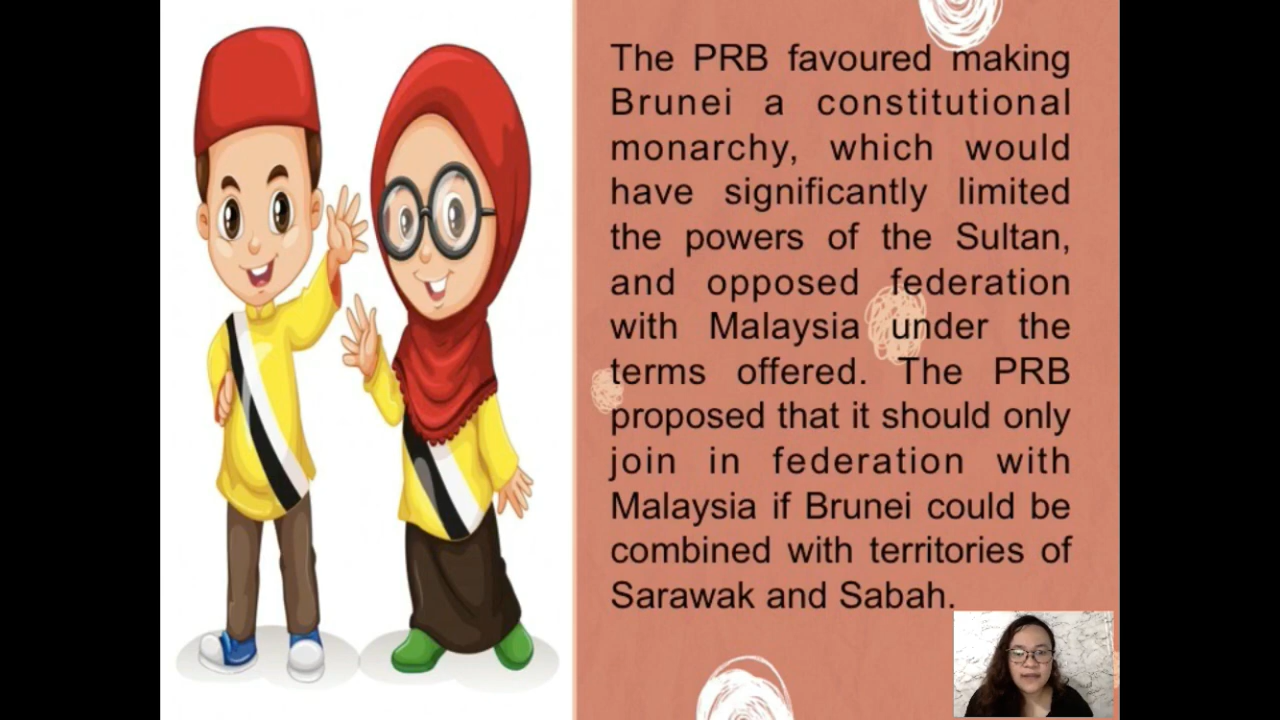 The PRB favoured making
Brunei a constitutional
monarchy, which would
have significantly limited
the powers of the Sultan,
and opposed federation
with Malaysia under the
terms offered. The PRB
proposed that it should only
join in federation with
Malaysia if Brunei could be
combined with territories of
Sarawak and Sabah.